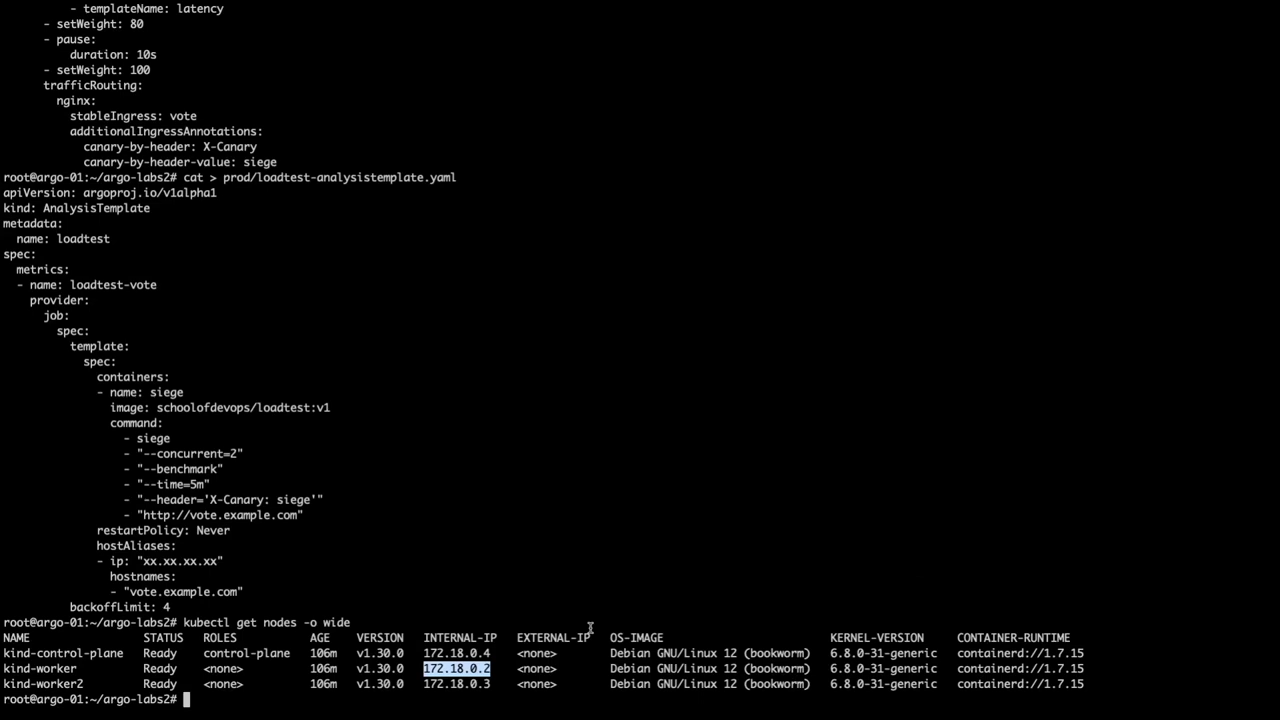 - templateName: latency
    - setWeight: 80
    - pause:
        duration: 10s
    - setWeight: 100
    trafficRouting:
      nginx:
        stableIngress: vote
        additionalIngressAnnotations:
          canary-by-header: X-Canary
          canary-by-header-value: siege
root@argo-01:~/argo-labs2# cat > prod/loadtest-analysistemplate.yaml
apiVersion: argoproj.io/v1alpha1
kind: AnalysisTemplate
metadata:
  name: loadtest
spec:
  metrics:
  - name: loadtest-vote
    provider:
      job:
        spec:
          template:
            spec:
              containers:
              - name: siege
                image: schoolofdevops/loadtest:v1
                command:
                  - siege
                  - "--concurrent=2"
                  - "--benchmark"
                  - "--time=5m"
                  - "--header='X-Canary: siege'"
                  - "http://vote.example.com"
              restartPolicy: Never
              hostAliases:
              - ip: "xx.xx.xx.xx"
                hostnames:
                - "vote.example.com"
          backoffLimit: 4
root@argo-01:~/argo-labs2# kubectl get nodes -o wide
NAME                 STATUS   ROLES           AGE    VERSION   INTERNAL-IP   EXTERNAL-IP   OS-IMAGE                         KERNEL-VERSION     CONTAINER-RUNTIME
kind-control-plane   Ready    control-plane   106m   v1.30.0   172.18.0.4    <none>        Debian GNU/Linux 12 (bookworm)   6.8.0-31-generic   containerd://1.7.15
kind-worker          Ready    <none>          106m   v1.30.0   172.18.0.2    <none>        Debian GNU/Linux 12 (bookworm)   6.8.0-31-generic   containerd://1.7.15
kind-worker2         Ready    <none>          106m   v1.30.0   172.18.0.3    <none>        Debian GNU/Linux 12 (bookworm)   6.8.0-31-generic   containerd://1.7.15
root@argo-01:~/argo-labs2#